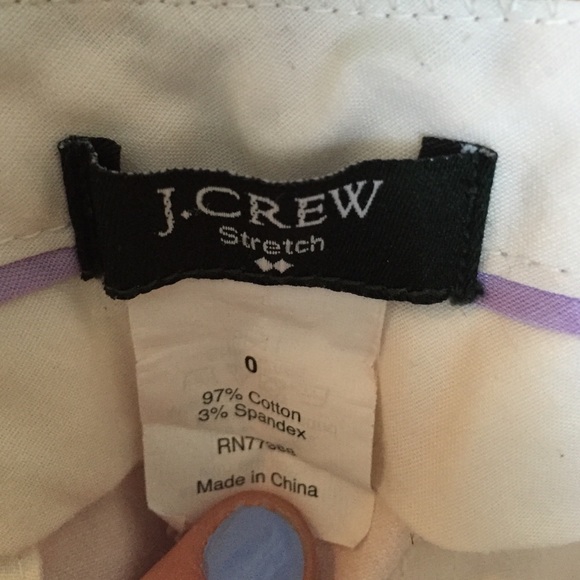 J.CREW
Stretch
0
97% Cotton
3% Spandex
Made in China